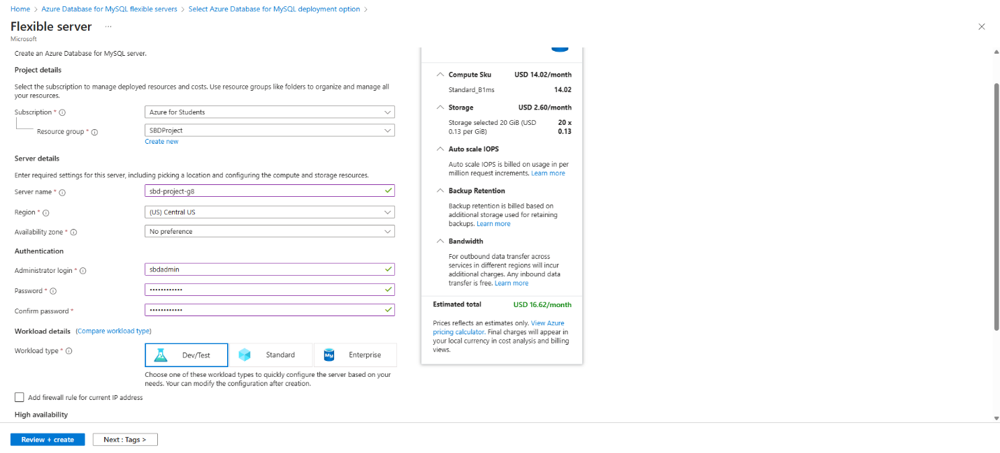 Home > Azure Database for MySQL flexible servers > Select Azure Database for MySQL deployment option >
Flexible server ...
Microsoft
Create an Azure Database for MySQL server.
Project details
Select the subscription to manage deployed resources and costs. Use resource groups like folders to organize and manage all
your resources.
Subscription *
Azure for Students
Resource group *
SBDProject
Create new
Server details
Enter required settings for this server, including picking a location and configuring the compute and storage resources.
Server name *
sbd-project-g8
Region *
(US) Central US
Availability zone *
No preference
Authentication
Administrator login *
sbdadmin
Password *
••••••••••••
Confirm password *
••••••••••••
Workload details (Compare workload type)
Workload type *
Dev/Test
Standard
My
Enterprise
Choose one of these workload types to quickly configure the server based on your
needs. Your can modify the configuration after creation.
Add firewall rule for current IP address
High availability
Review + create
Next : Tags >
Compute Sku USD 14.02/month
Standard_B1ms 14.02
Storage USD 2.60/month
Storage selected 20 GiB (USD 20 x
0.13 per GiB) 0.13
Auto scale IOPS
Auto scale IOPS is billed on usage in per
million request increments. Learn more
Backup Retention
Backup retention is billed based on
additional storage used for retaining
backups. Learn more
Bandwidth
For outbound data transfer across
services in different regions will incur
additional charges. Any inbound data
transfer is free. Learn more
Estimated total USD 16.62/month
Prices reflects an estimates only. View Azure
pricing calculator. Final charges will appear in
your local currency in cost analysis and billing
views.